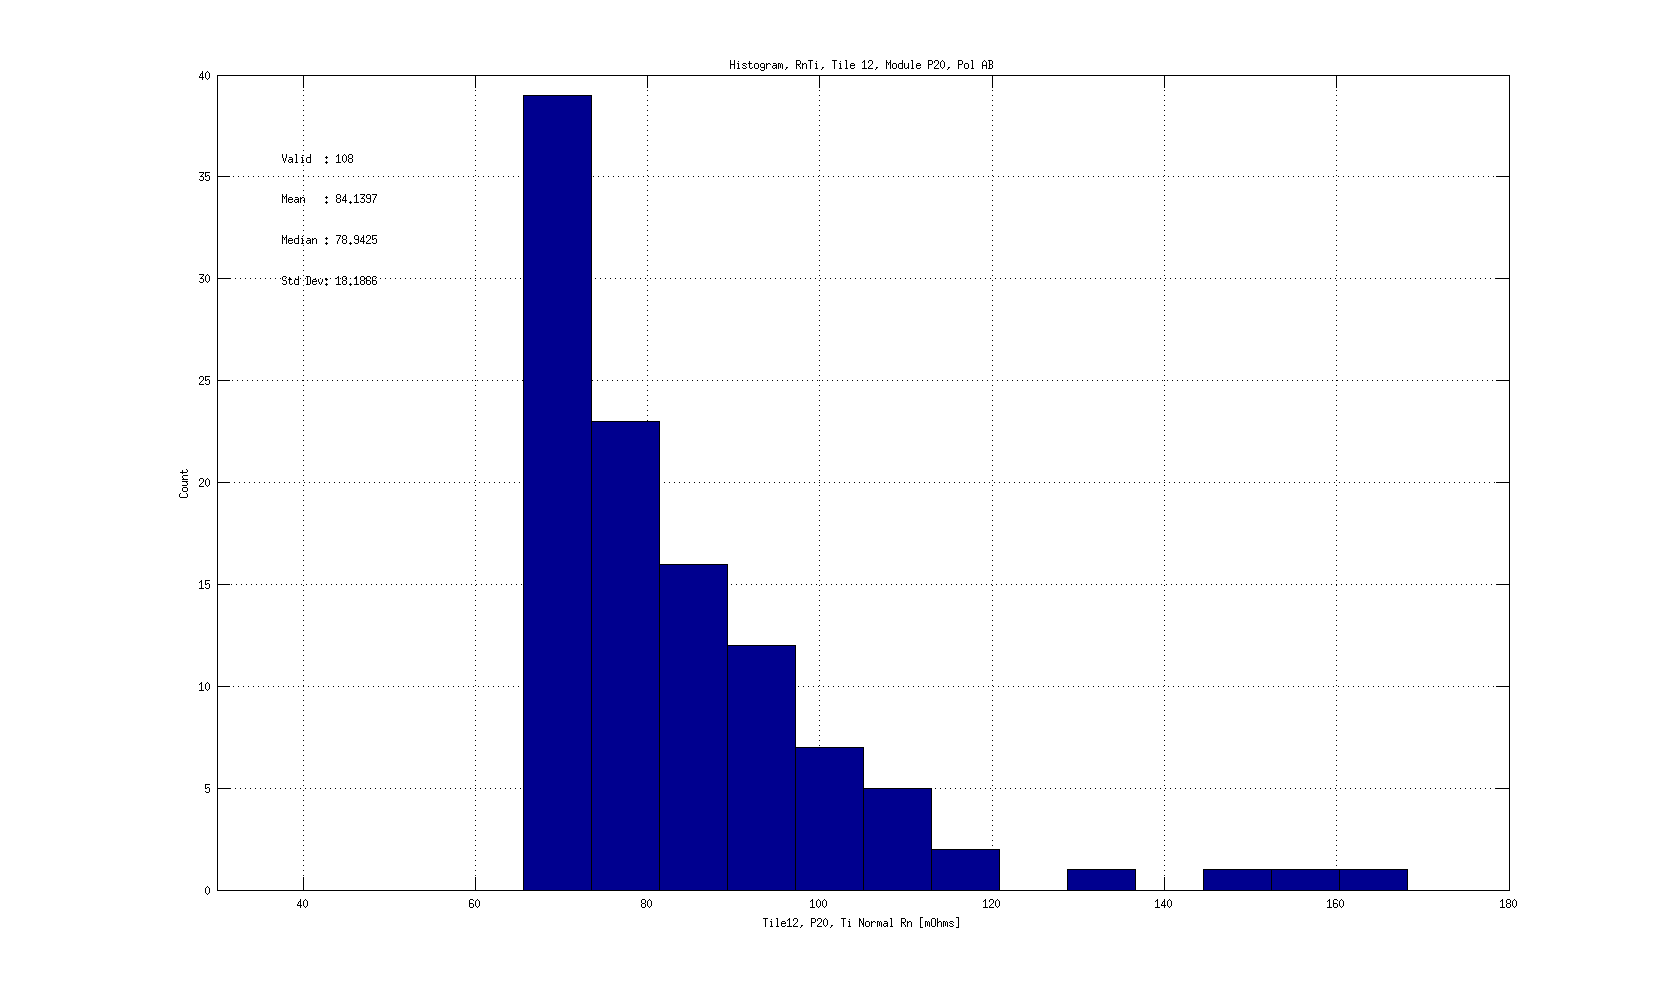 Histogram, RnTi, Tile 12, Module P20, Pol AB
40
35
30
25
20
15
10
5
0
Count
Valid : 108
Mean : 84.1397
Median : 78.9425
Std Dev: 18.1866
40 60 80 100 120 140 160 180
Tile12, P20, Ti Normal Rn [mOhms]